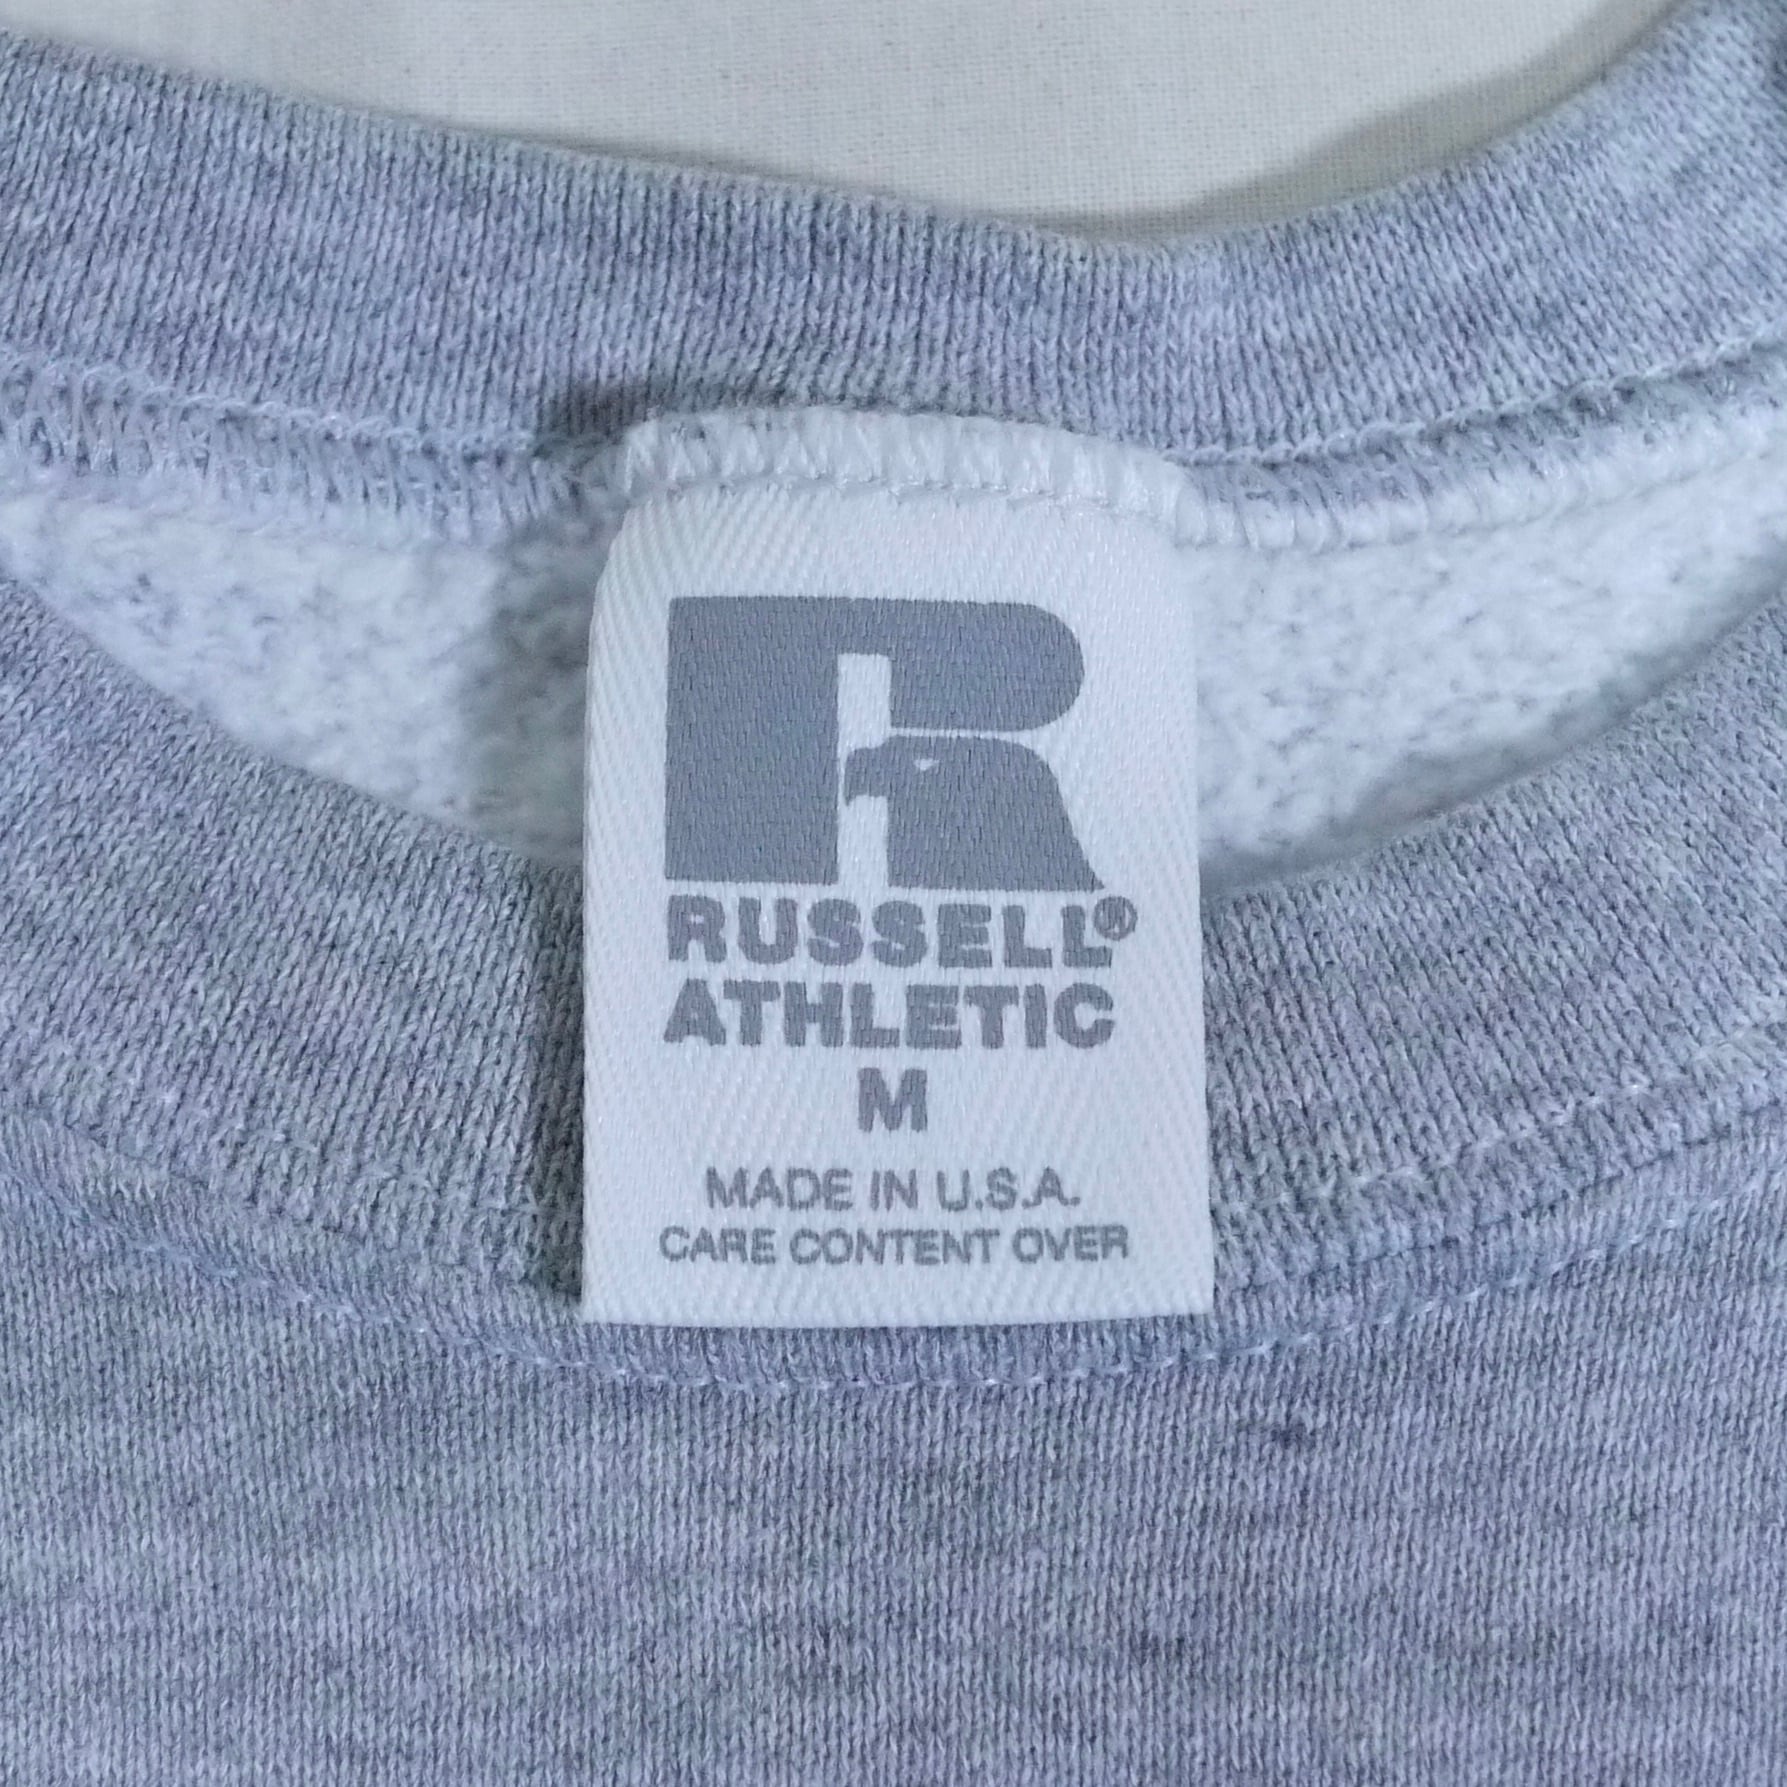 R
RUSSELL®
ATHLETIC
M
MADE IN U.S.A.
CARE CONTENT OVER